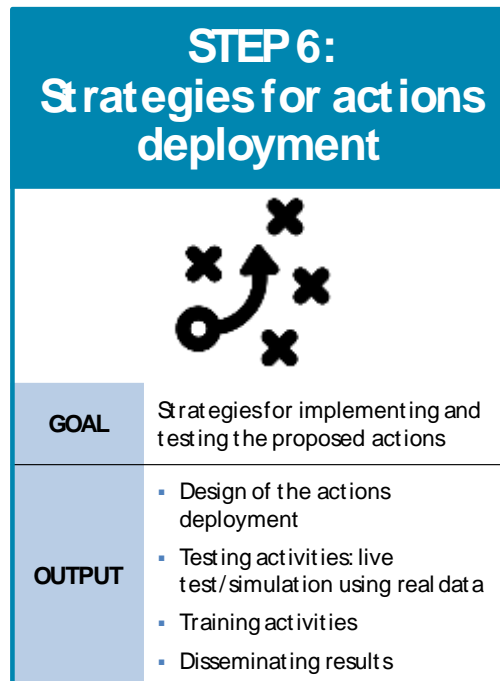 STEP 6:
Strategies for actions
deployment
GOAL
Strategies for implementing and
testing the proposed actions
OUTPUT
▪ Design of the actions
deployment
▪ Testing activities: live
test/simulation using real data
▪ Training activities
▪ Disseminating results